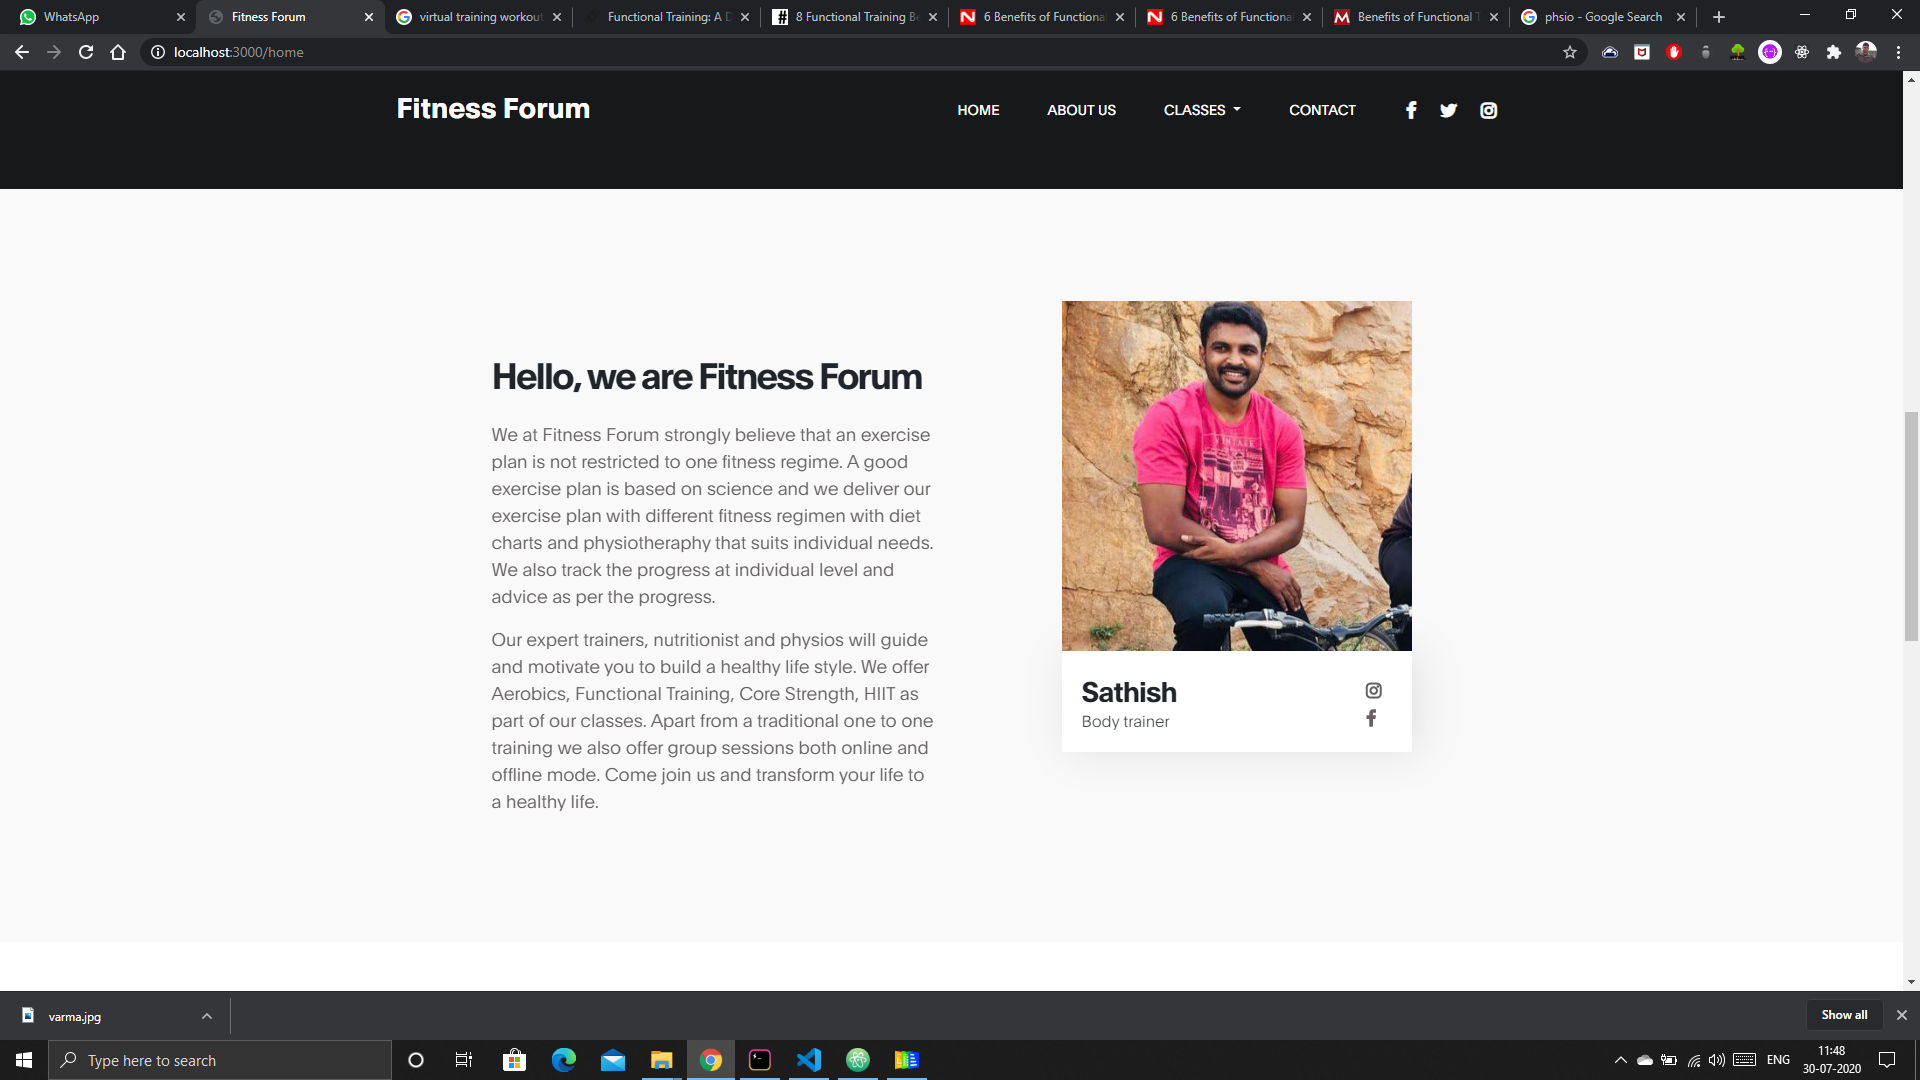 WhatsApp
Fitness Forum
virtual training workout
Functional Training: A D
8 Functional Training Be
6 Benefits of Functiona
6 Benefits of Functiona
Benefits of Functional T
phsio - Google Search
localhost:3000/home
Fitness Forum
HOME
ABOUT US
CLASSES
CONTACT
Hello, we are Fitness Forum
We at Fitness Forum strongly believe that an exercise
plan is not restricted to one fitness regime. A good
exercise plan is based on science and we deliver our
exercise plan with different fitness regimen with diet
charts and physiotheraphy that suits individual needs.
We also track the progress at individual level and
advice as per the progress.
Our expert trainers, nutritionist and physios will guide
and motivate you to build a healthy life style. We offer
Aerobics, Functional Training, Core Strength, HIIT as
part of our classes. Apart from a traditional one to one
training we also offer group sessions both online and
offline mode. Come join us and transform your life to
a healthy life.
VINTAGE
Sathish
Body trainer
varma.jpg
Show all
Type here to search
ENG
11:48
30-07-2020